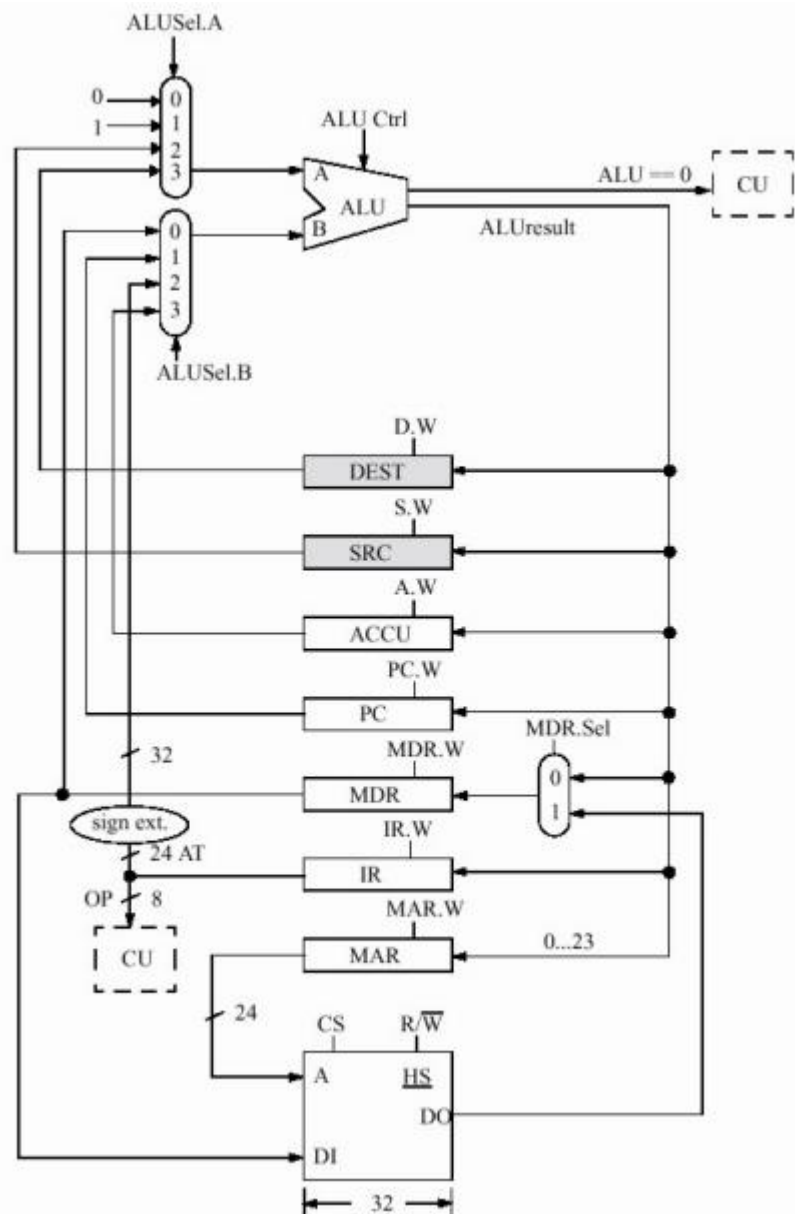 ALUSel.A
0
0
1
1
2
3
ALU Ctrl
A
ALU
B
ALU == 0
CU
ALUresult
0
1
2
3
ALUSel.B
D.W
DEST
S.W
SRC
A.W
ACCU
PC.W
PC
MDR.Sel
32
MDR.W
MDR
0
1
sign ext.
24 AT
IR.W
IR
OP
8
MAR.W
CU
MAR
0...23
24
CS
R/W̅
A
HS
DO
DI
32